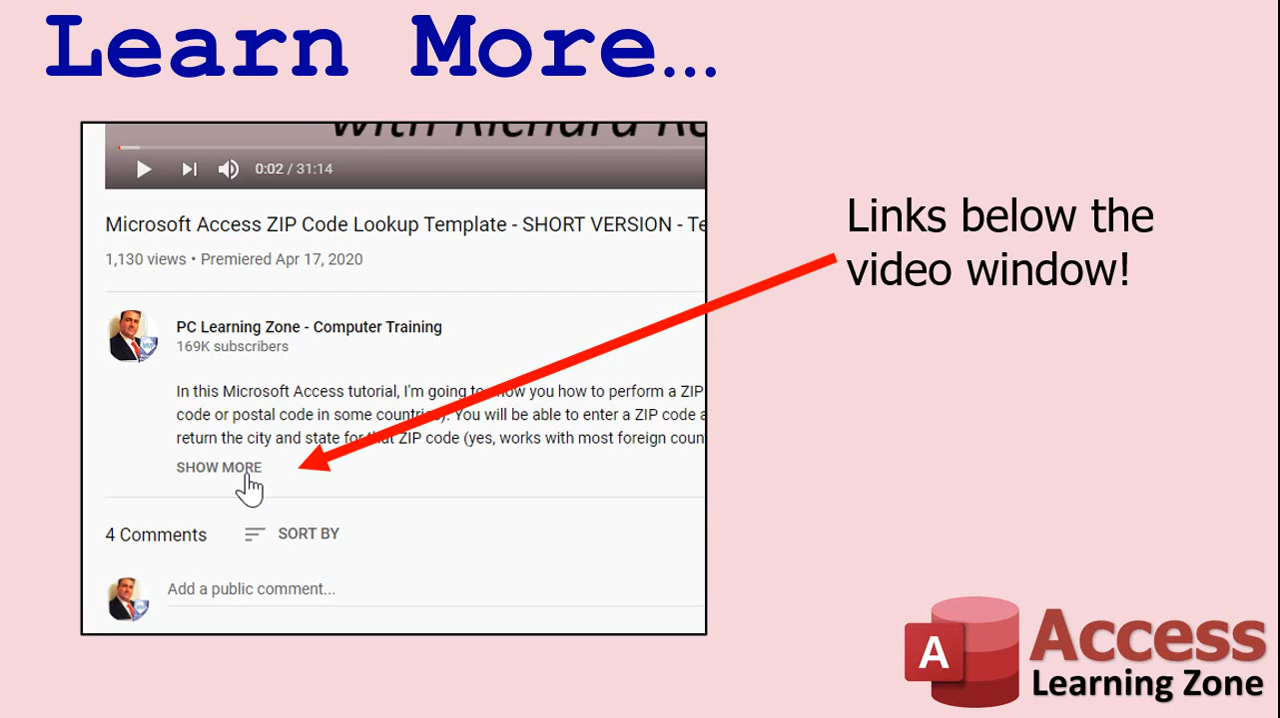 Learn More...
with Richard
0:02 / 31:14
Microsoft Access ZIP Code Lookup Template - SHORT VERSION -
1,130 views • Premiered Apr 17, 2020
PC Learning Zone - Computer Training
169K subscribers
In this Microsoft Access tutorial, I'm going to show you how to perform a ZIP
code or postal code in some countries). You will be able to enter a ZIP code
return the city and state for that ZIP code (yes, works with most foreign
SHOW MORE
4 Comments
SORT BY
Add a public comment...
Links below the
video window!
A
Access
Learning Zone